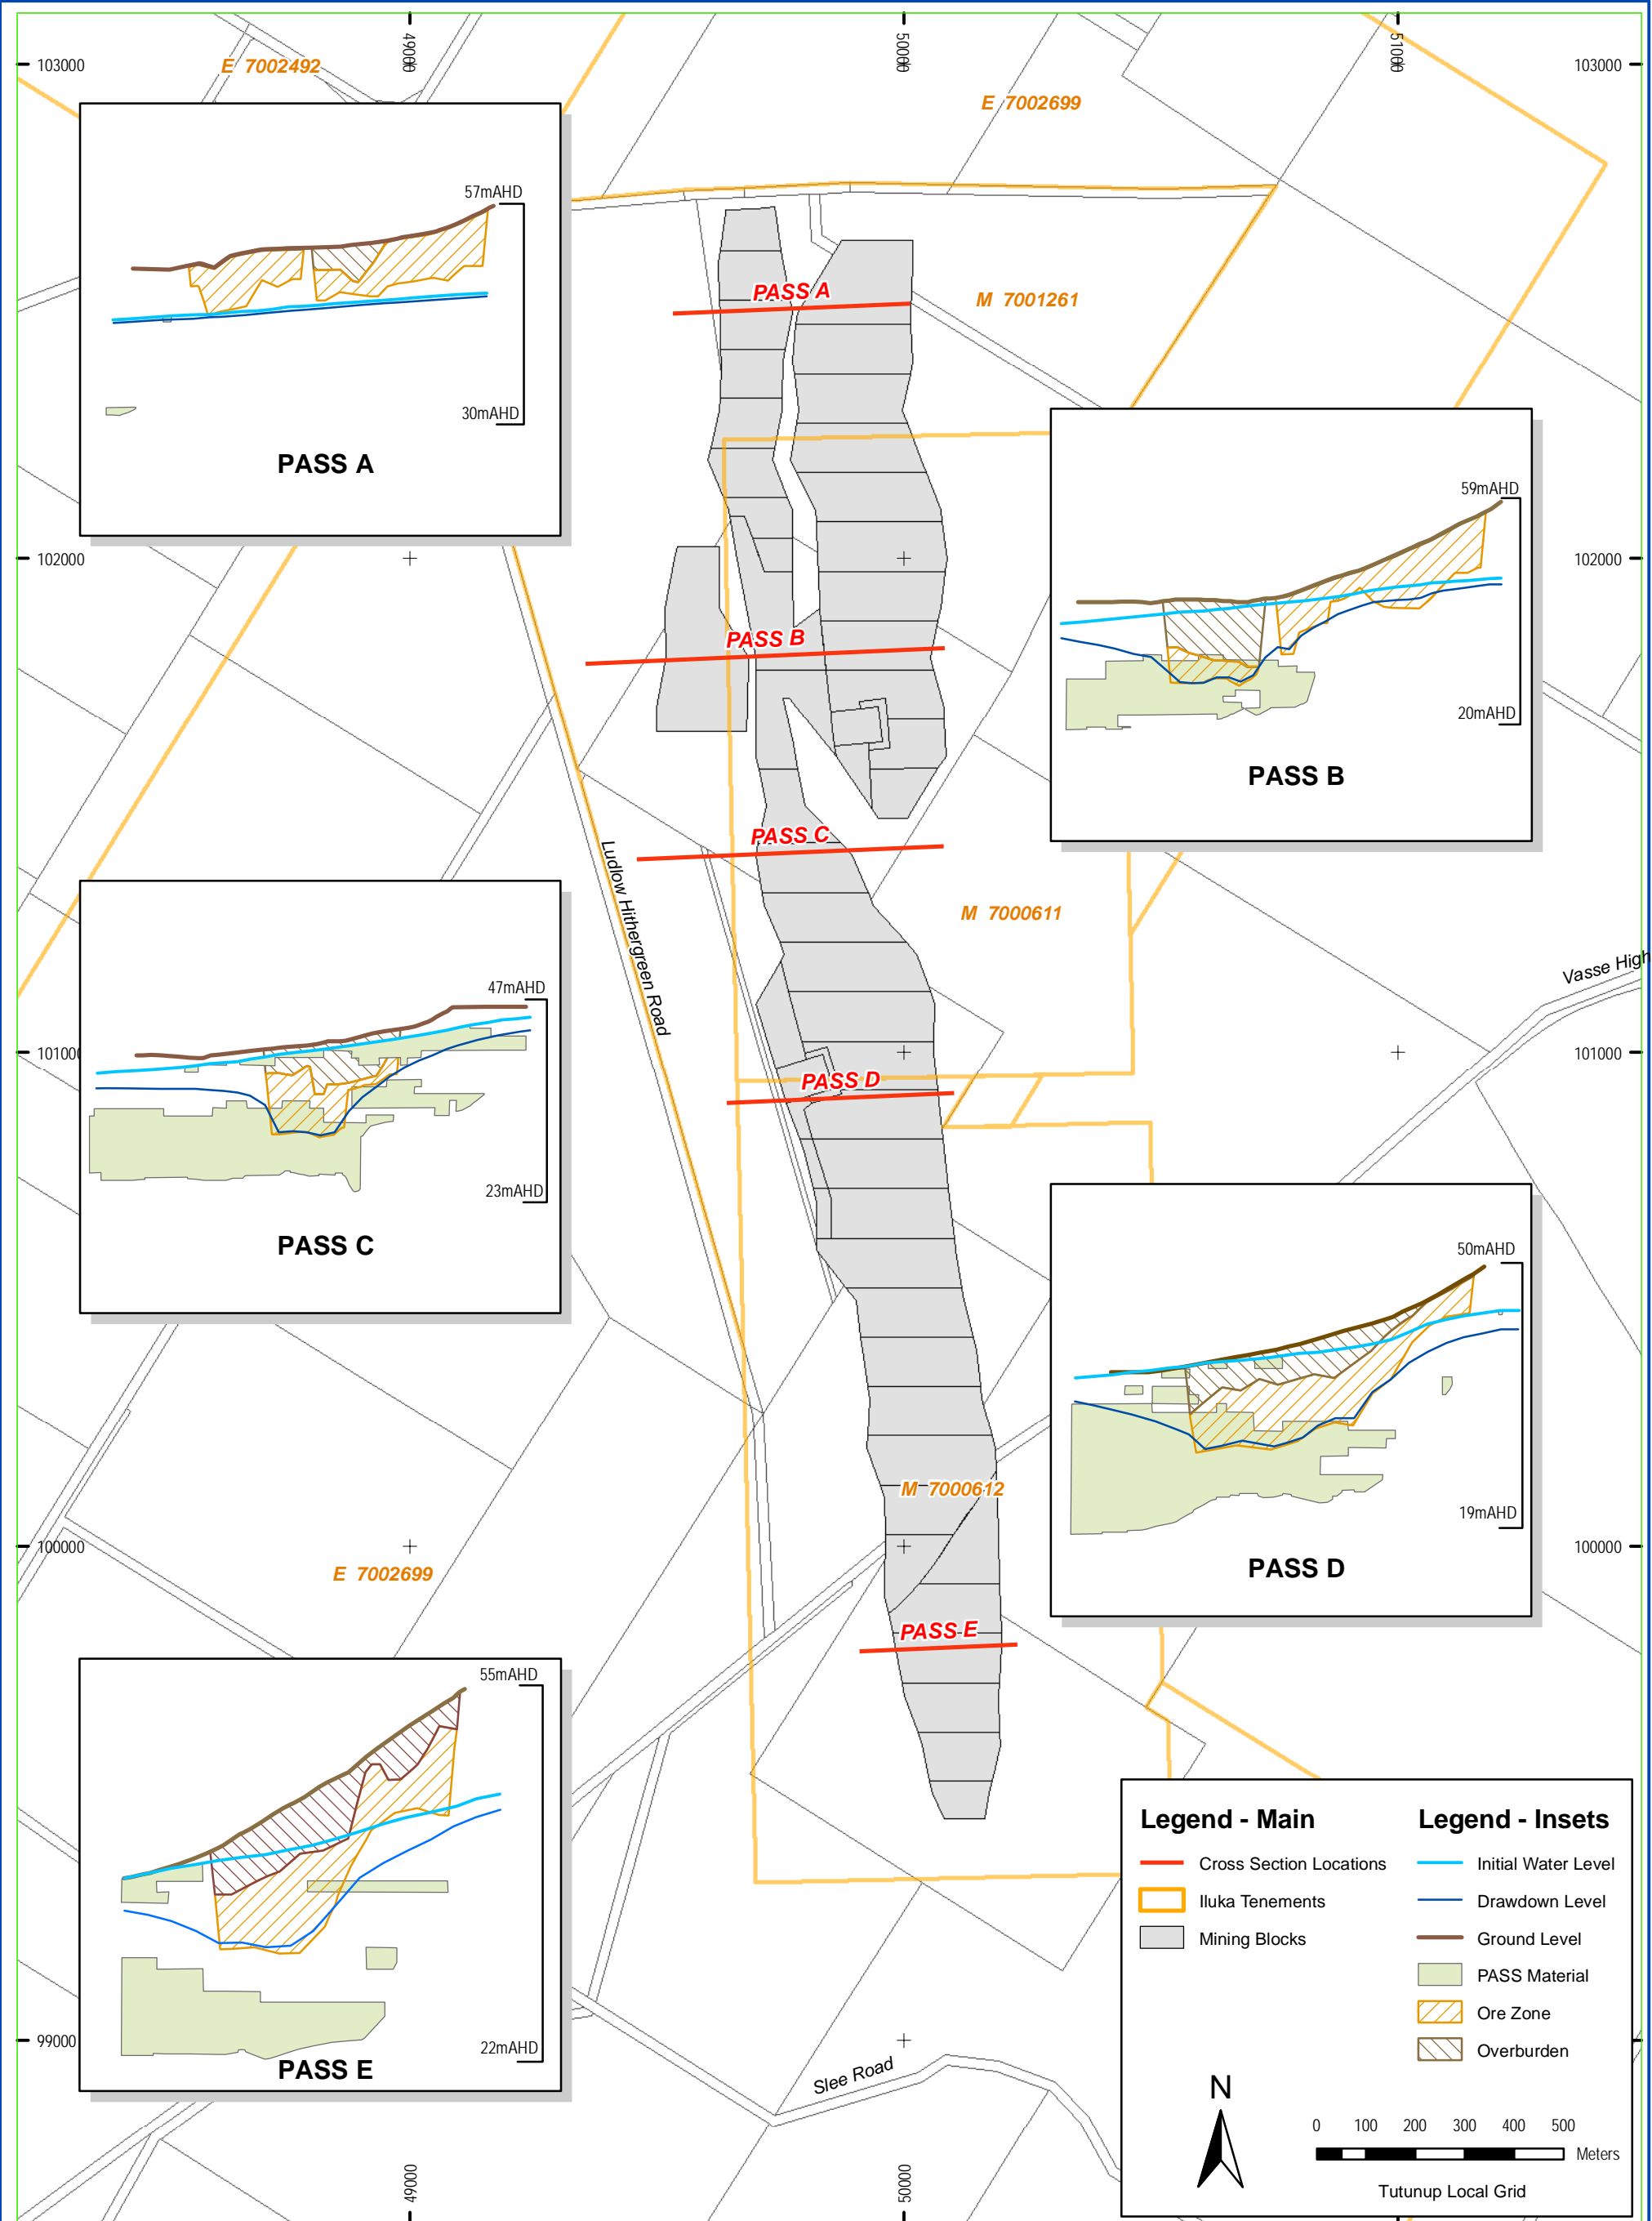 49000
50000
51000
103000
103000
E 7002492
E 7002699
57mAHD
30mAHD
PASS A
PASS A
M 7001261
59mAHD
20mAHD
PASS B
102000
102000
PASS B
PASS C
Ludlow Hithergreen Road
M 7000611
Vasse High
47mAHD
23mAHD
PASS C
101000
101000
PASS D
50mAHD
19mAHD
PASS D
M 7000612
100000
100000
E 7002699
PASS E
55mAHD
22mAHD
PASS E
99000
Slee Road
Legend - Main
Cross Section Locations
Iluka Tenements
Mining Blocks
Legend - Insets
Initial Water Level
Drawdown Level
Ground Level
PASS Material
Ore Zone
Overburden
N
0 100 200 300 400 500
Meters
Tutunup Local Grid
49000
50000